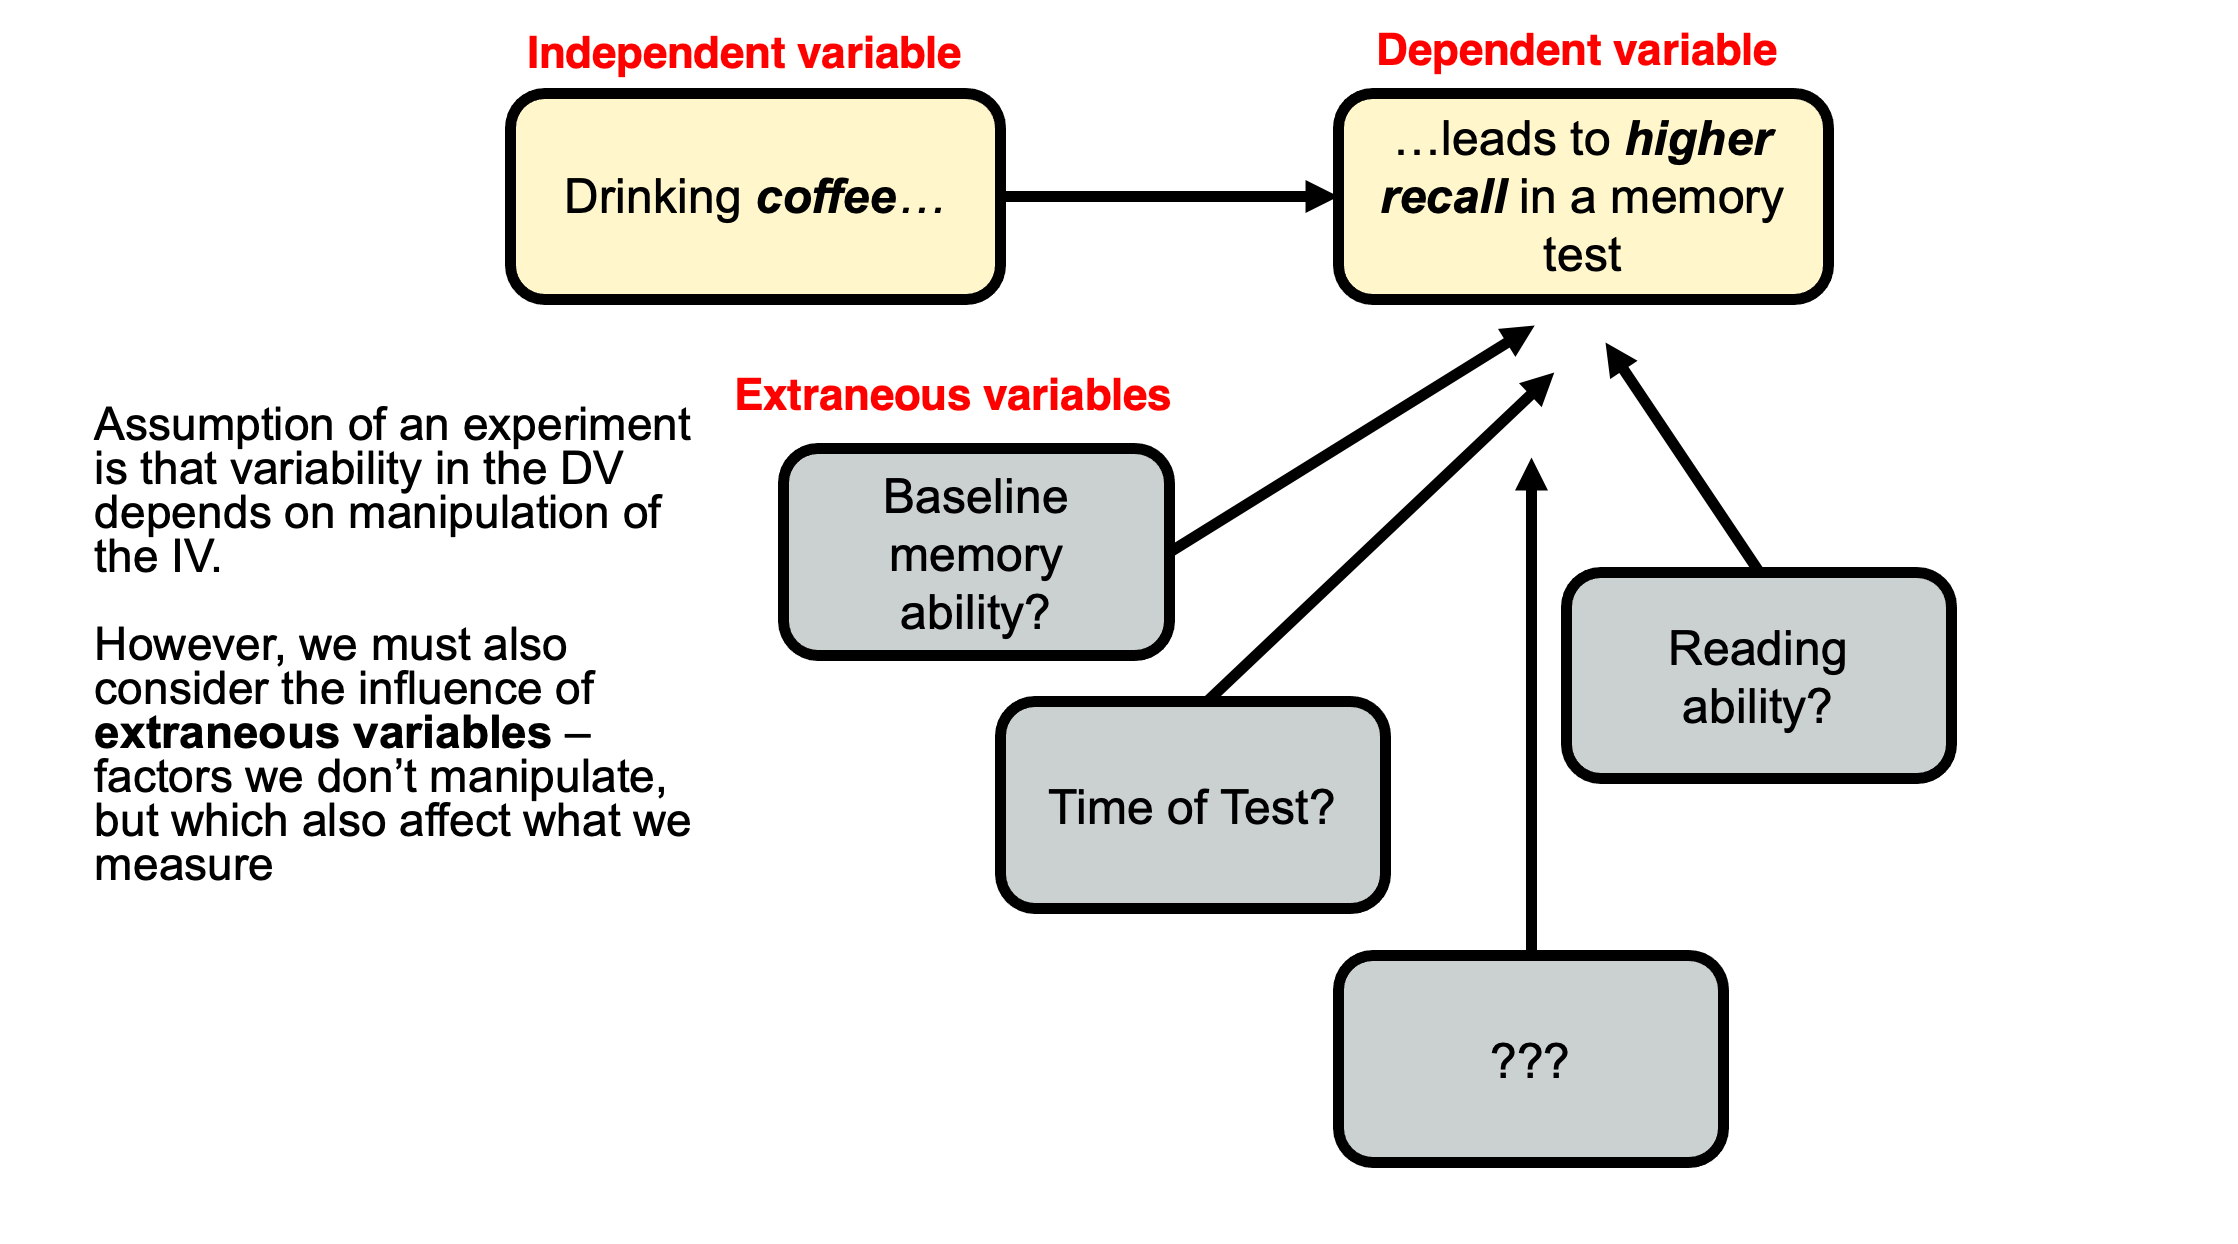 Independent variable
Dependent variable
Drinking coffee…
…leads to higher
recall in a memory
test
Extraneous variables
Assumption of an experiment
is that variability in the DV
depends on manipulation of
the IV.
However, we must also
consider the influence of
extraneous variables –
factors we don’t manipulate,
but which also affect what we
measure
Baseline
memory
ability?
Time of Test?
Reading
ability?
???